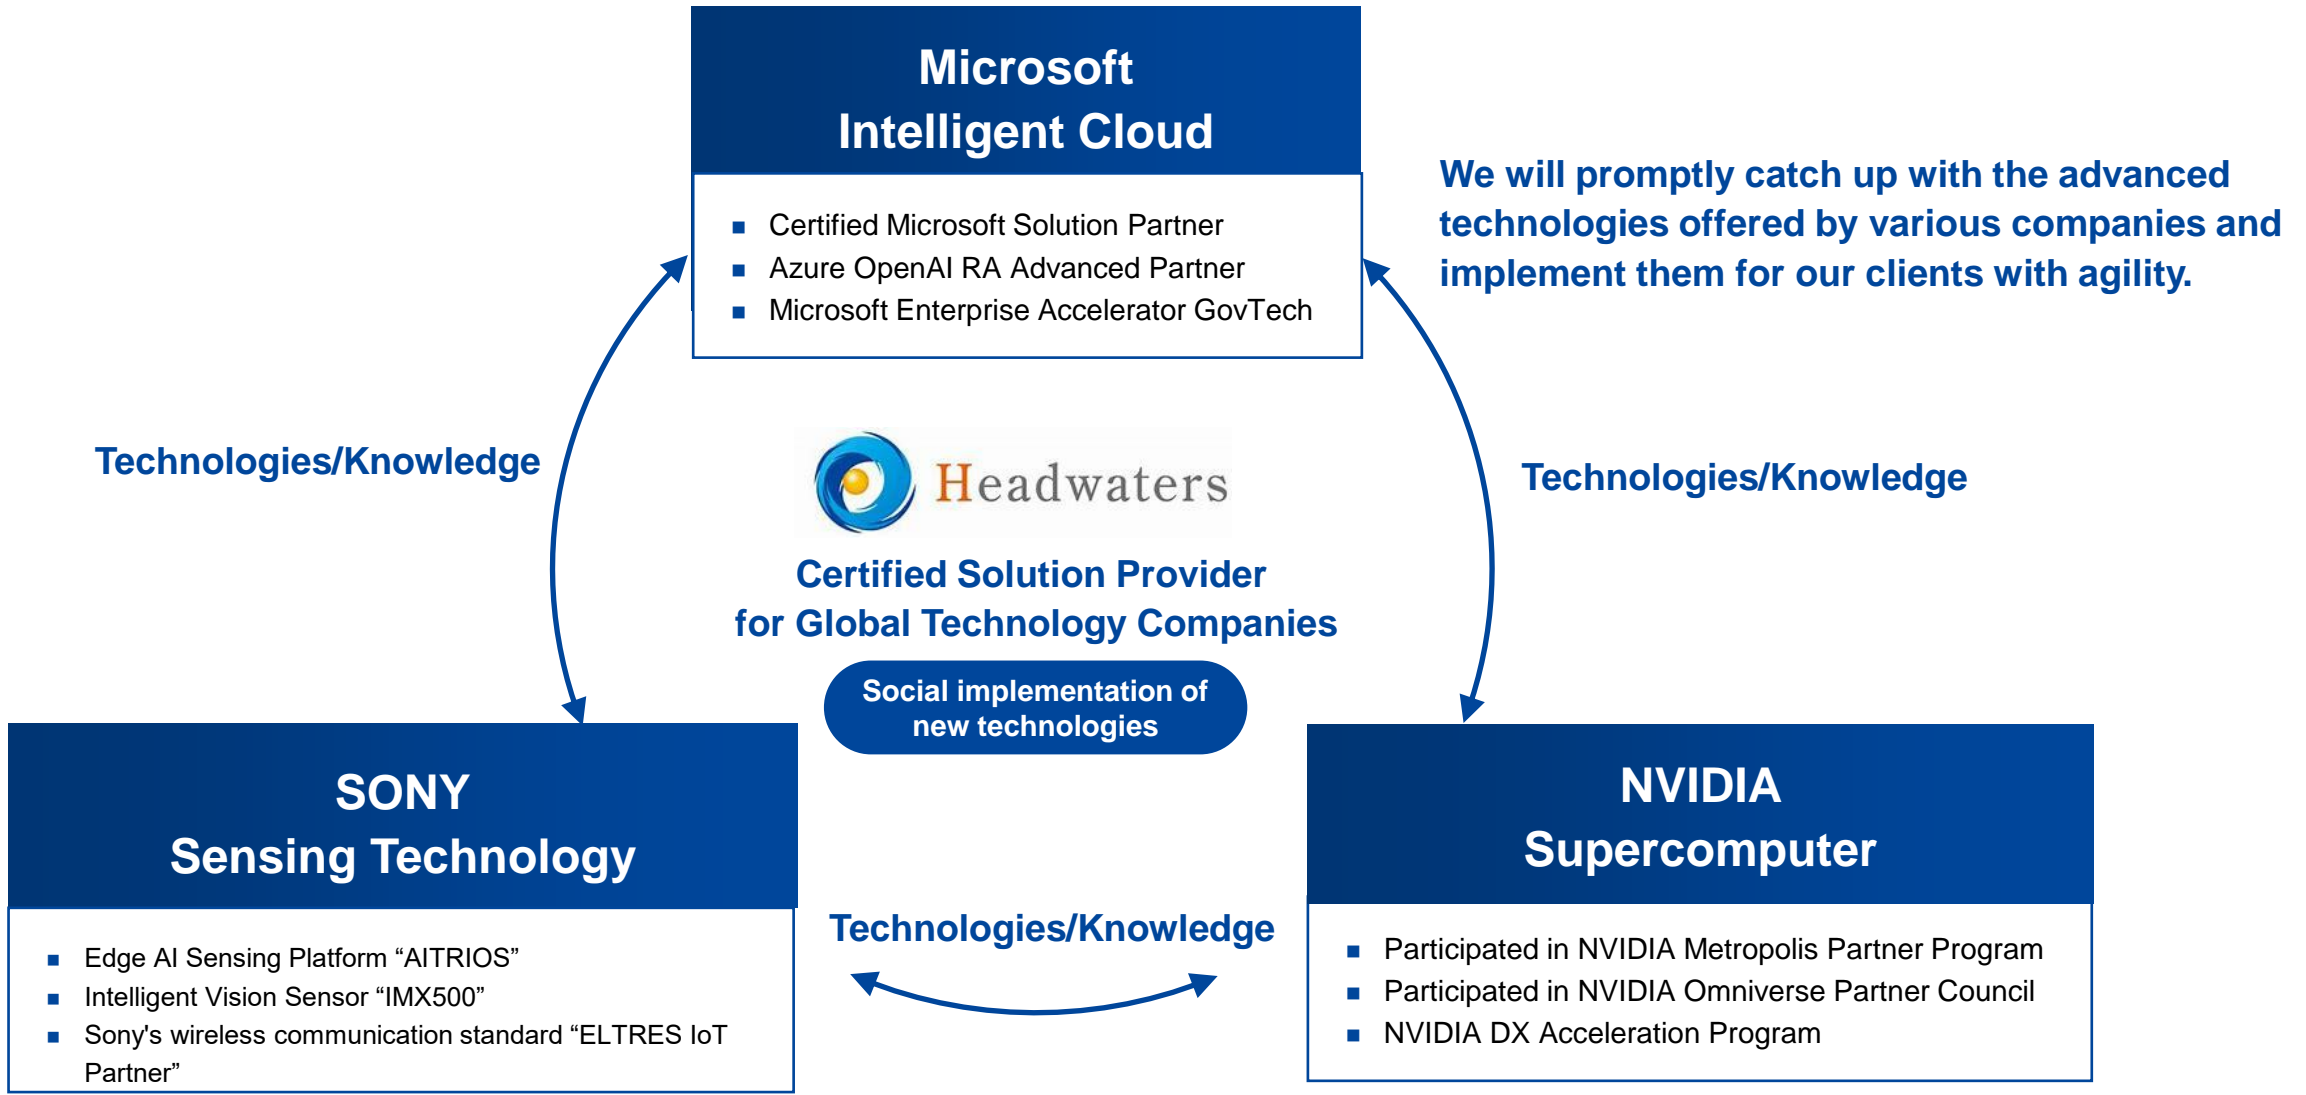 Microsoft
Intelligent Cloud
■ Certified Microsoft Solution Partner
■ Azure OpenAI RA Advanced Partner
■ Microsoft Enterprise Accelerator GovTech
We will promptly catch up with the advanced
technologies offered by various companies and
implement them for our clients with agility.
Technologies/Knowledge
Headwaters
Technologies/Knowledge
Certified Solution Provider
for Global Technology Companies
Social implementation of
new technologies
SONY
Sensing Technology
■ Edge AI Sensing Platform “AITRIOS”
■ Intelligent Vision Sensor “IMX500”
■ Sony's wireless communication standard “ELTRES IoT
Partner”
Technologies/Knowledge
NVIDIA
Supercomputer
■ Participated in NVIDIA Metropolis Partner Program
■ Participated in NVIDIA Omniverse Partner Council
■ NVIDIA DX Acceleration Program